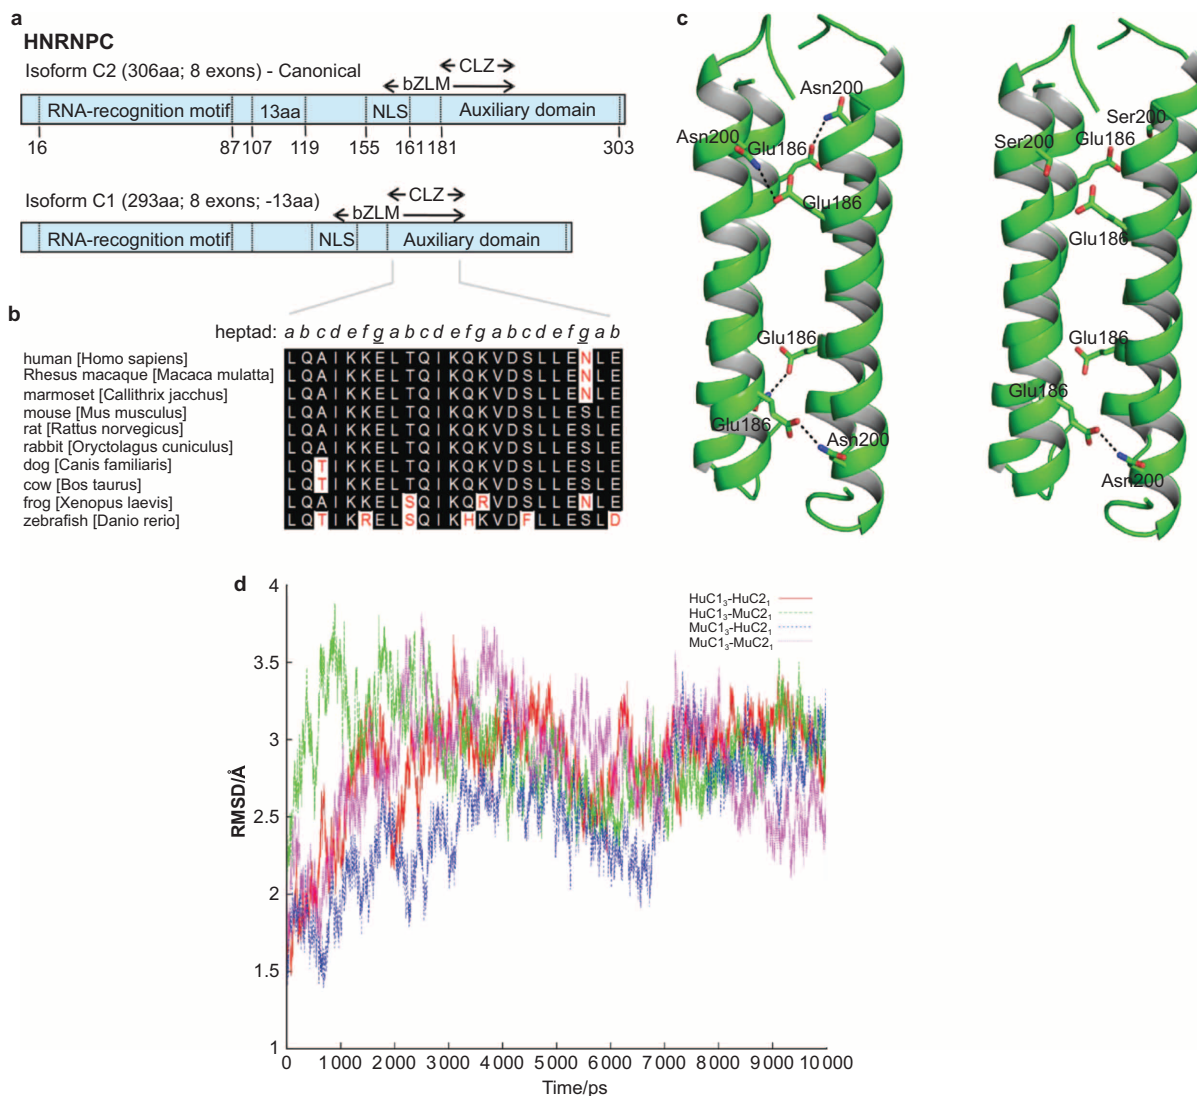 a
HNRNPC
Isoform C2 (306aa; 8 exons) - Canonical
CLZ
bZLM
RNA-recognition motif 13aa NLS Auxiliary domain
16 87 107 119 155 161 181 303
Isoform C1 (293aa; 8 exons; -13aa)
CLZ
bZLM
RNA-recognition motif NLS Auxiliary domain
b
heptad: a b c d e f g a b c d e f g a b c d e f g a b
human [Homo sapiens] L Q A I K K E L T Q I K Q K V D S L L E N L E
Rhesus macaque [Macaca mulatta] L Q A I K K E L T Q I K Q K V D S L L E N L E
marmoset [Callithrix jacchus] L Q A I K K E L T Q I K Q K V D S L L E N L E
mouse [Mus musculus] L Q A I K K E L T Q I K Q K V D S L L E S L E
rat [Rattus norvegicus] L Q A I K K E L T Q I K Q K V D S L L E S L E
rabbit [Oryctolagus cuniculus] L Q A I K K E L T Q I K Q K V D S L L E S L E
dog [Canis familiaris] L Q T I K K E L T Q I K Q K V D S L L E S L E
cow [Bos taurus] L Q T I K K E L T Q I K Q K V D S L L E S L E
frog [Xenopus laevis] L Q A I K K E L S Q I K Q R V D S L L E N L E
zebrafish [Danio rerio] L Q T I K R E L S Q I K H K V D F L L E S L D
c
Asn200
Asn200
Glu186
Glu186
Glu186
Glu186
Asn200
Ser200
Ser200
Glu186
Glu186
Glu186
Glu186
Asn200
d
HuC1₃-HuC2₁
HuC1₃-MuC2₁
MuC1₃-HuC2₁
MuC1₃-MuC2₁
RMSD/Å
4
3.5
3
2.5
2
1.5
1
0 1 000 2 000 3 000 4 000 5 000 6 000 7 000 8 000 9 000 10 000
Time/ps